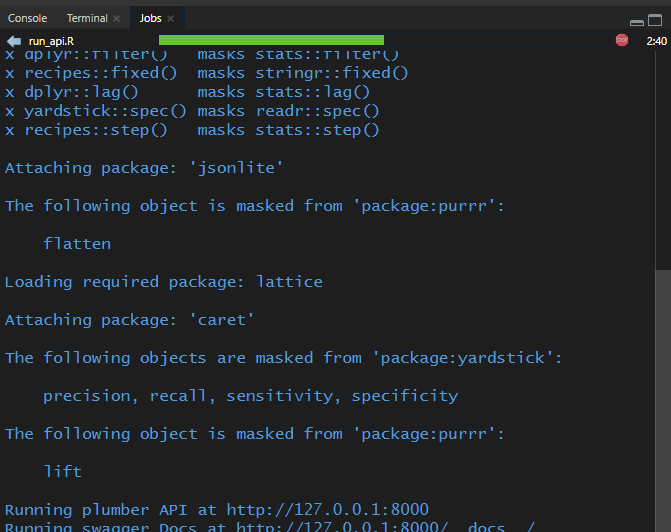 Console Terminal Jobs
run_api.R STOP 2:40
x dplyr::filter() masks stats::filter()
x recipes::fixed() masks stringr::fixed()
x dplyr::lag() masks stats::lag()
x yardstick::spec() masks readr::spec()
x recipes::step() masks stats::step()
Attaching package: 'jsonlite'
The following object is masked from 'package:purrr':
flatten
Loading required package: lattice
Attaching package: 'caret'
The following objects are masked from 'package:yardstick':
precision, recall, sensitivity, specificity
The following object is masked from 'package:purrr':
lift
Running plumber API at http://127.0.0.1:8000
Running swagger Docs at http://127.0.0.1:8000/__docs__/